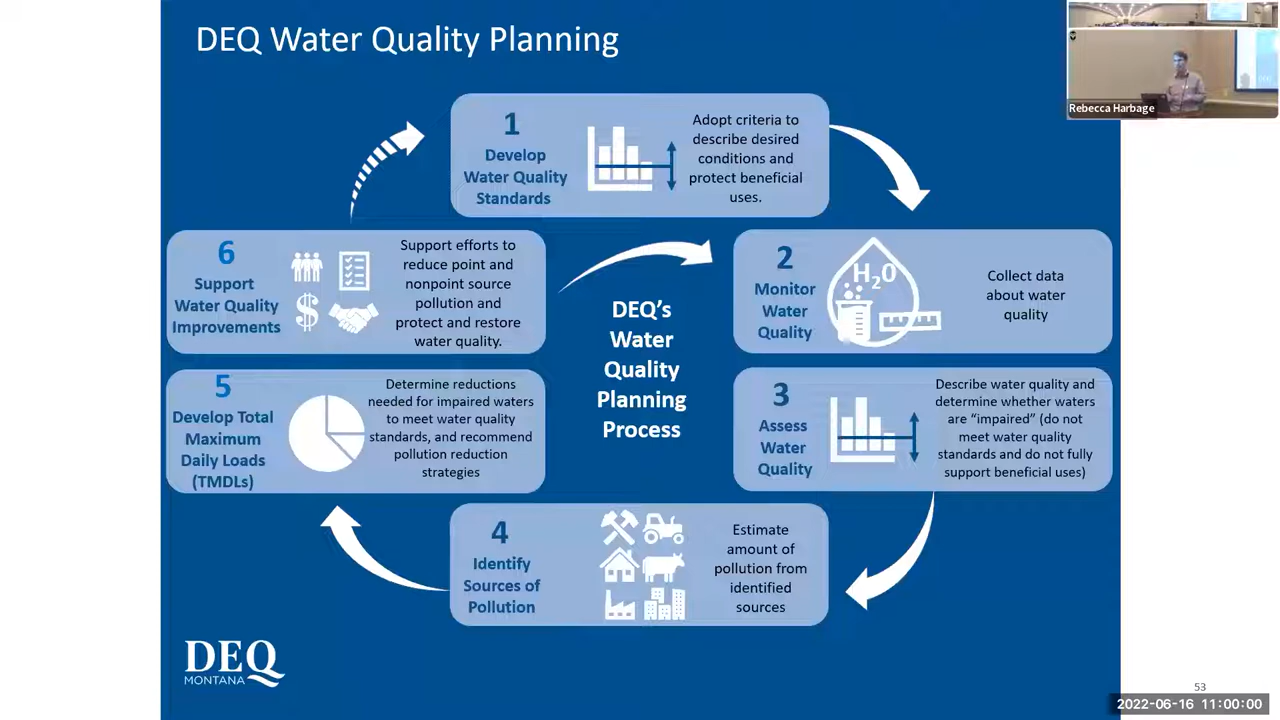 DEQ Water Quality Planning
Rebecca Harbage
1
Develop
Water Quality
Standards
Adopt criteria to
describe desired
conditions and
protect beneficial
uses.
2
Monitor
Water
Quality
H2O
Collect data
about water
quality
3
Assess
Water
Quality
Describe water quality and
determine whether waters
are “impaired” (do not
meet water quality
standards and do not fully
support beneficial uses)
4
Identify
Sources of
Pollution
Estimate
amount of
pollution from
identified
sources
5
Develop Total
Maximum
Daily Loads
(TMDLs)
Determine reductions
needed for impaired waters
to meet water quality
standards, and recommend
pollution reduction
strategies
6
Support
Water Quality
Improvements
$
Support efforts to
reduce point and
nonpoint source
pollution and
protect and restore
water quality.
DEQ’s
Water
Quality
Planning
Process
DEQ
MONTANA
53
2022-06-16 11:00:00